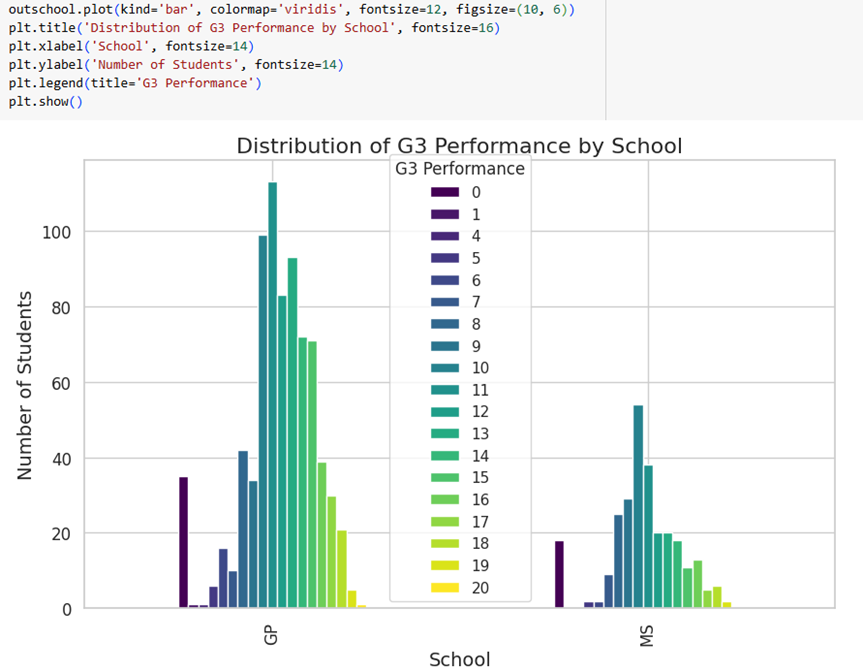 outschool.plot(kind='bar', colormap='viridis', fontsize=12, figsize=(10, 6))
plt.title('Distribution of G3 Performance by School', fontsize=16)
plt.xlabel('School', fontsize=14)
plt.ylabel('Number of Students', fontsize=14)
plt.legend(title='G3 Performance')
plt.show()
Distribution of G3 Performance by School
G3 Performance
0
1
4
5
6
7
8
9
10
11
12
13
14
15
16
17
18
19
20
Number of Students
100
80
60
40
20
0
GP
MS
School